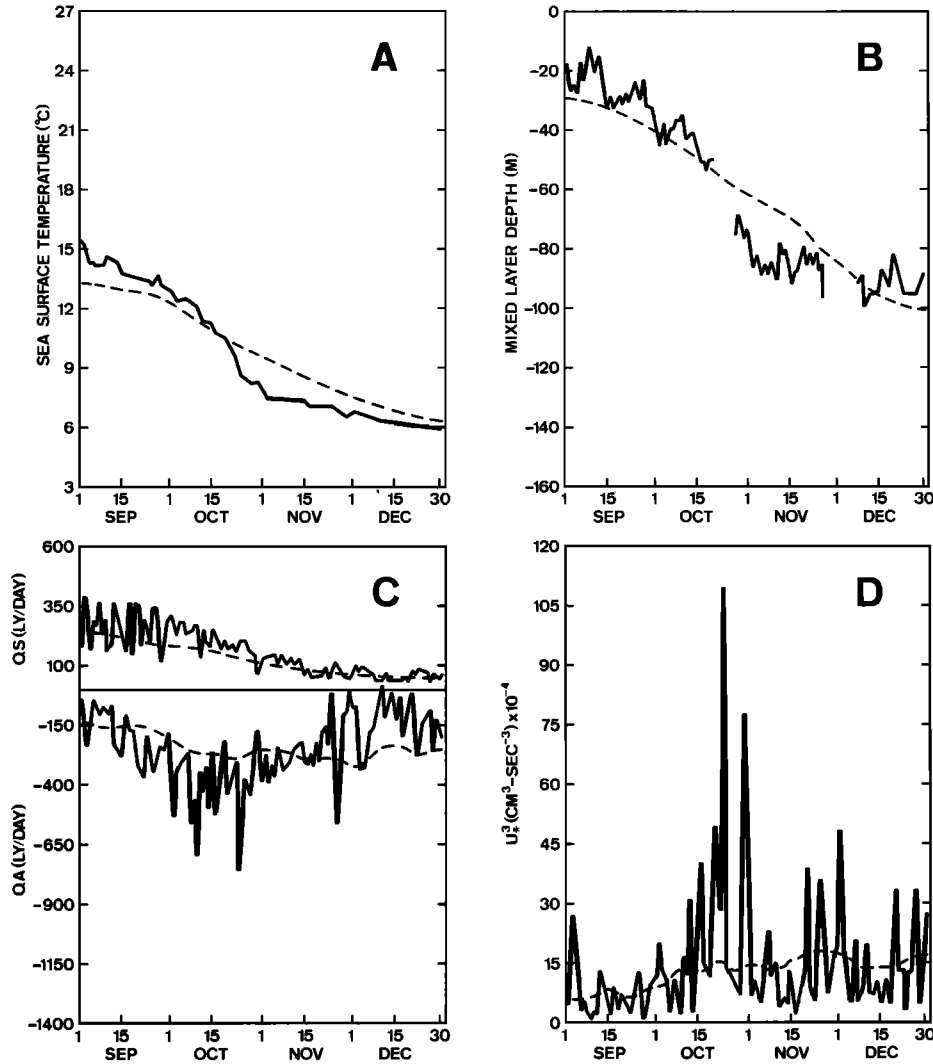 A
SEA SURFACE TEMPERATURE (°C)
27
24
21
18
15
12
9
6
3
1 15 1 15 1 15 1 15 30
SEP OCT NOV DEC
B
MIXED LAYER DEPTH (M)
0
-20
-40
-60
-80
-100
-120
-140
-160
1 15 1 15 1 15 1 15 30
SEP OCT NOV DEC
C
QS (LY/DAY)
QA (LY/DAY)
600
350
100
-150
-400
-650
-900
-1150
-1400
1 15 1 15 1 15 1 15 30
SEP OCT NOV DEC
D
U*³ (CM³-SEC⁻³) x10⁻⁴
120
105
90
75
60
45
30
15
0
1 15 1 15 1 15 1 15 30
SEP OCT NOV DEC